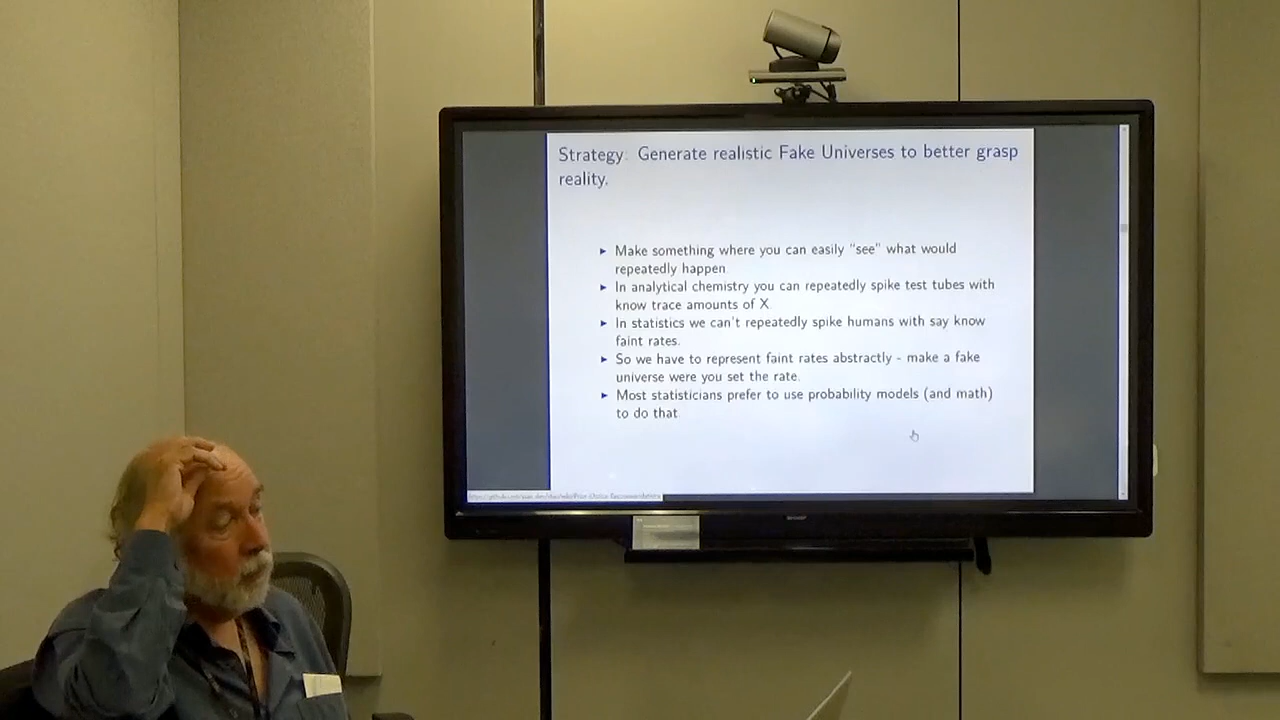 Strategy: Generate realistic Fake Universes to better grasp
reality.
► Make something where you can easily "see" what would
repeatedly happen.
► In analytical chemistry you can repeatedly spike test tubes with
know trace amounts of X.
► In statistics we can't repeatedly spike humans with say know
faint rates.
► So we have to represent faint rates abstractly - make a fake
universe were you set the rate.
► Most statisticians prefer to use probability models (and math)
to do that.
SHARP